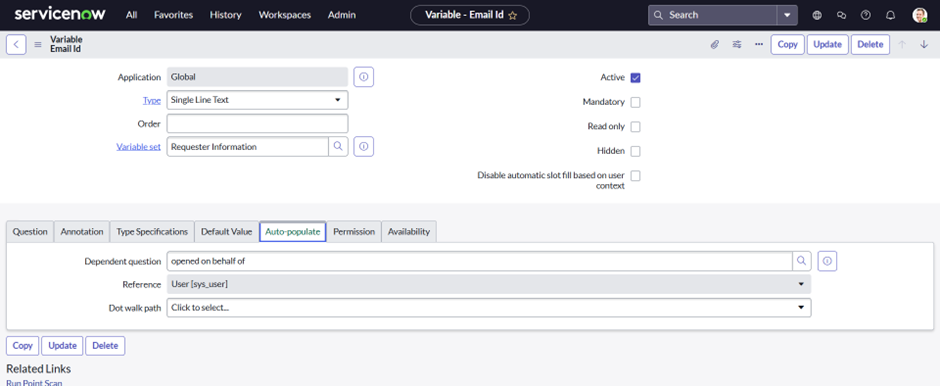 servicenow All Favorites History Workspaces Admin Variable - Email Id Search
Variable
Email Id
Copy Update Delete
Application Global
Active
Type Single Line Text
Mandatory
Order
Read only
Variable set Requester Information
Hidden
Disable automatic slot fill based on user
context
Question Annotation Type Specifications Default Value Auto-populate Permission Availability
Dependent question opened on behalf of
Reference User [sys_user]
Dot walk path Click to select...
Copy Update Delete
Related Links
Run Point Scan